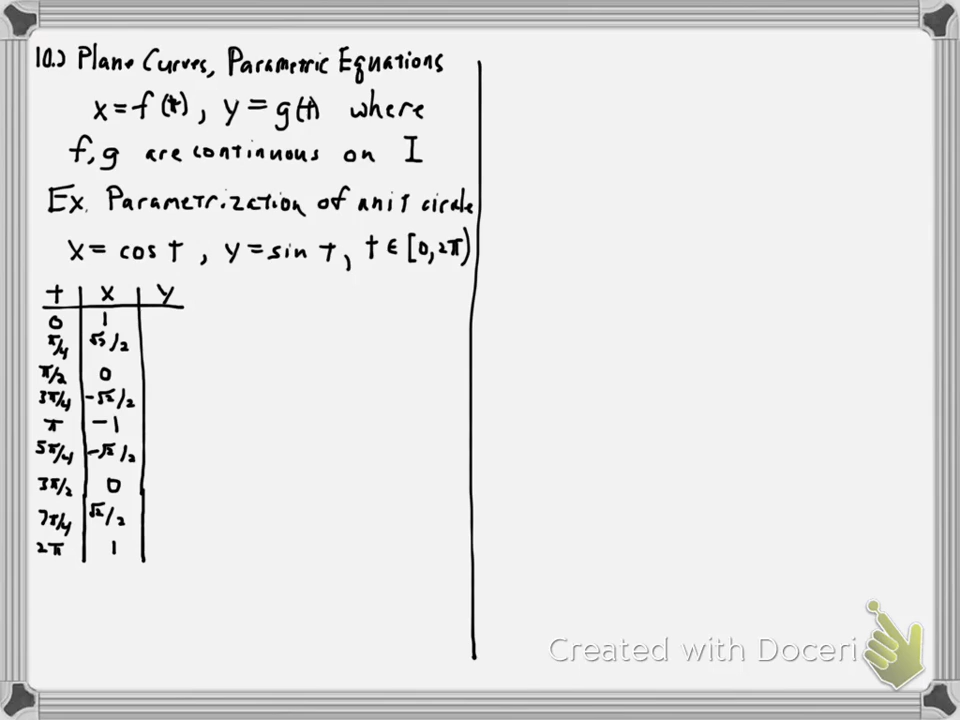 10.2 Plane Curves, Parametric Equations
x = f(t), y = g(t) where
f, g are continuous on I
Ex. Parametrization of unit circle
x = cos t, y = sin t, t ∈ [0, 2π)
t x y
0 1
π/4 √2/2
π/2 0
3π/4 -√2/2
π -1
5π/4 -√2/2
3π/2 0
7π/4 √2/2
2π 1
Created with Doceri